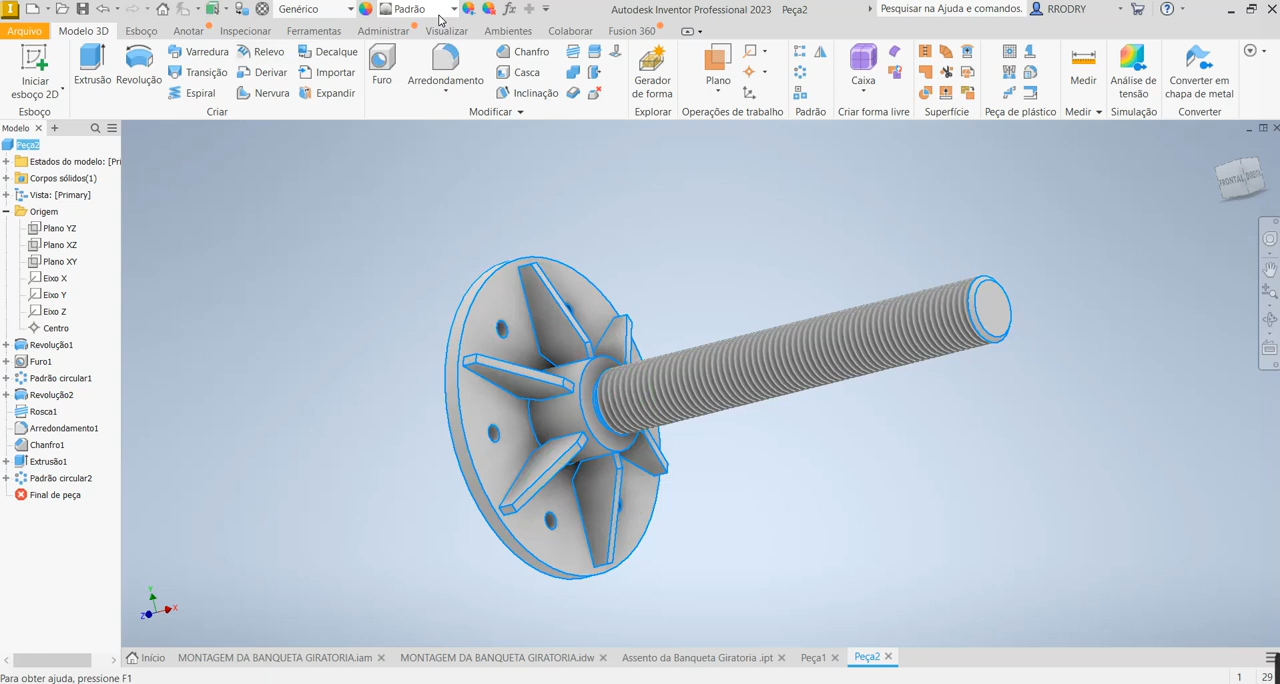 Genérico
Padrão
Autodesk Inventor Professional 2023 Peça2
Pesquisar na Ajuda e comandos.
RRODRY
Arquivo Modelo 3D Esboço Anotar Inspecionar Ferramentas Administrar Visualizar Ambientes Colaborar Fusion 360
Iniciar esboço 2D
Extrusão
Revolução
Varredura
Transição
Espiral
Relevo
Derivar
Nervura
Decalque
Importar
Expandir
Furo
Arredondamento
Chanfro
Casca
Inclinação
Gerador de forma
Plano
Caixa
Medir
Análise de tensão
Converter em chapa de metal
Esboço
Criar
Modificar
Explorar
Operações de trabalho
Padrão
Criar forma livre
Superfície
Peça de plástico
Medir
Simulação
Converter
Modelo
Peça2
Estados do modelo: [Pri
Corpos sólidos(1)
Vista: [Primary]
Origem
Plano YZ
Plano XZ
Plano XY
Eixo X
Eixo Y
Eixo Z
Centro
Revolução1
Furo1
Padrão circular1
Revolução2
Rosca1
Arredondamento1
Chanfro1
Extrusão1
Padrão circular2
Final de peça
FRONTAL
Y
Z
X
Início
MONTAGEM DA BANQUETA GIRATORIA.iam
MONTAGEM DA BANQUETA GIRATORIA.idw
Assento da Banqueta Giratoria .ipt
Peça1
Peça2
Para obter ajuda, pressione F1
1 29